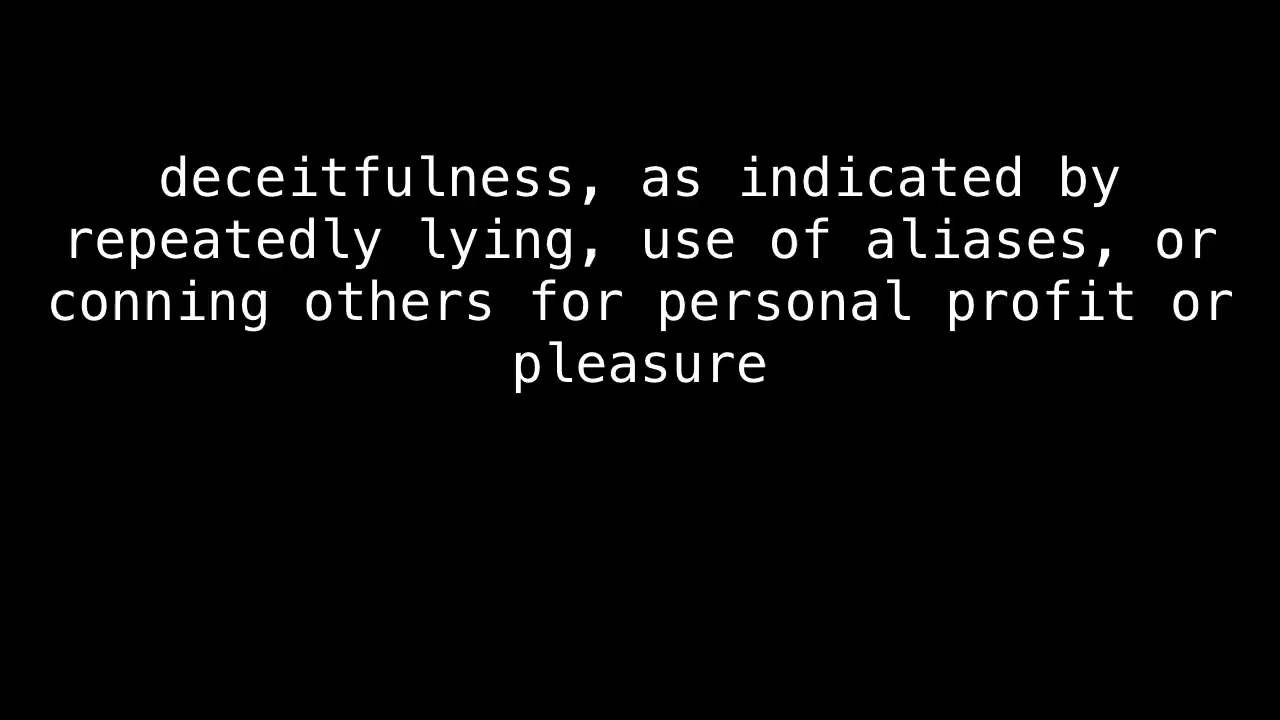 deceitfulness, as indicated by
repeatedly lying, use of aliases, or
conning others for personal profit or
pleasure